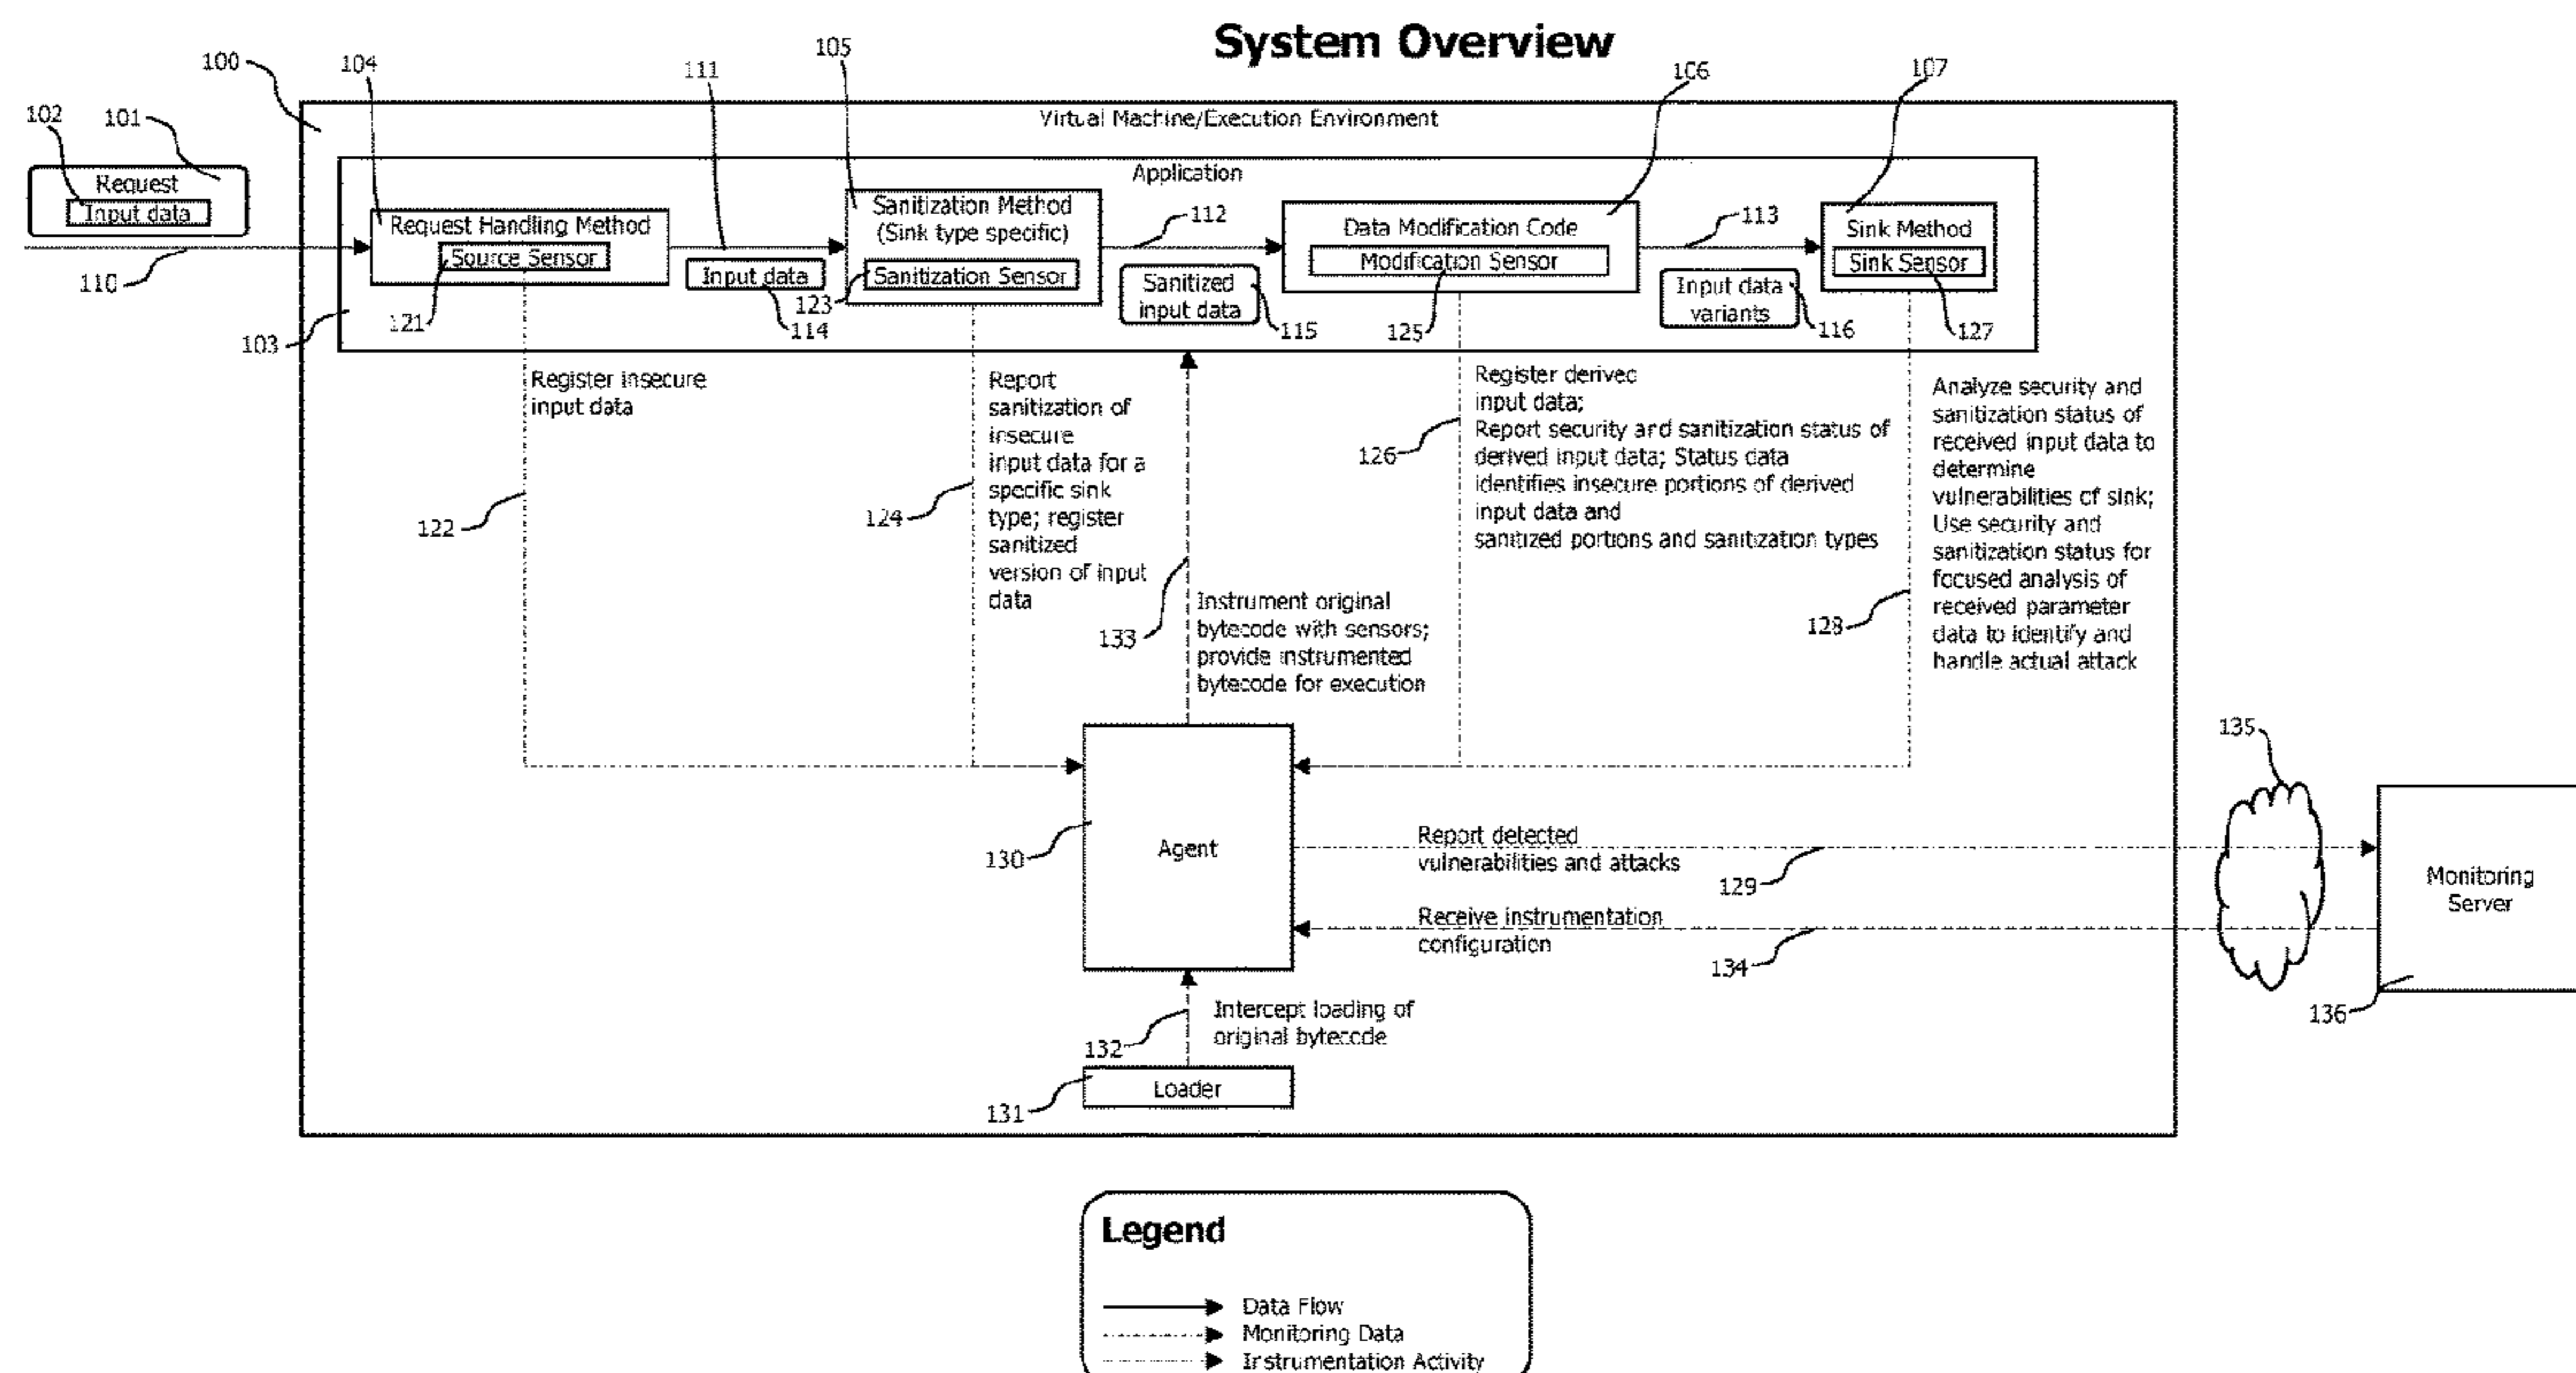 System Overview
100
104
111
105
106
107
102
101
Virtual Machine/Execution Environment
Request
Input data
110
Application
Request Handling Method
Source Sensor
121
103
Input data
114
Sanitization Method
(Sink type specific)
Sanitization Sensor
123
112
Sanitized
input data
115
Data Modification Code
Modification Sensor
125
113
Input data
variants
116
Sink Method
Sink Sensor
127
Register insecure
input data
122
Report
sanitization of
insecure
input data for a
specific sink
type; register
sanitized
version of input
data
124
133
Instrument original
bytecode with sensors;
provide instrumented
bytecode for execution
Register derived
input data;
Report security and sanitization status of
derived input data; Status data
identifies insecure portions of derived
input data and
sanitized portions and sanitization types
126
Analyze security and
sanitization status of
received input data to
determine
vulnerabilities of sink;
Use security and
sanitization status for
focused analysis of
received parameter
data to identify and
handle actual attack
128
Agent
130
Report detected
vulnerabilities and attacks
129
Receive instrumentation
configuration
134
135
Monitoring
Server
136
Intercept loading of
original bytecode
132
Loader
131
Legend
Data Flow
Monitoring Data
Instrumentation Activity